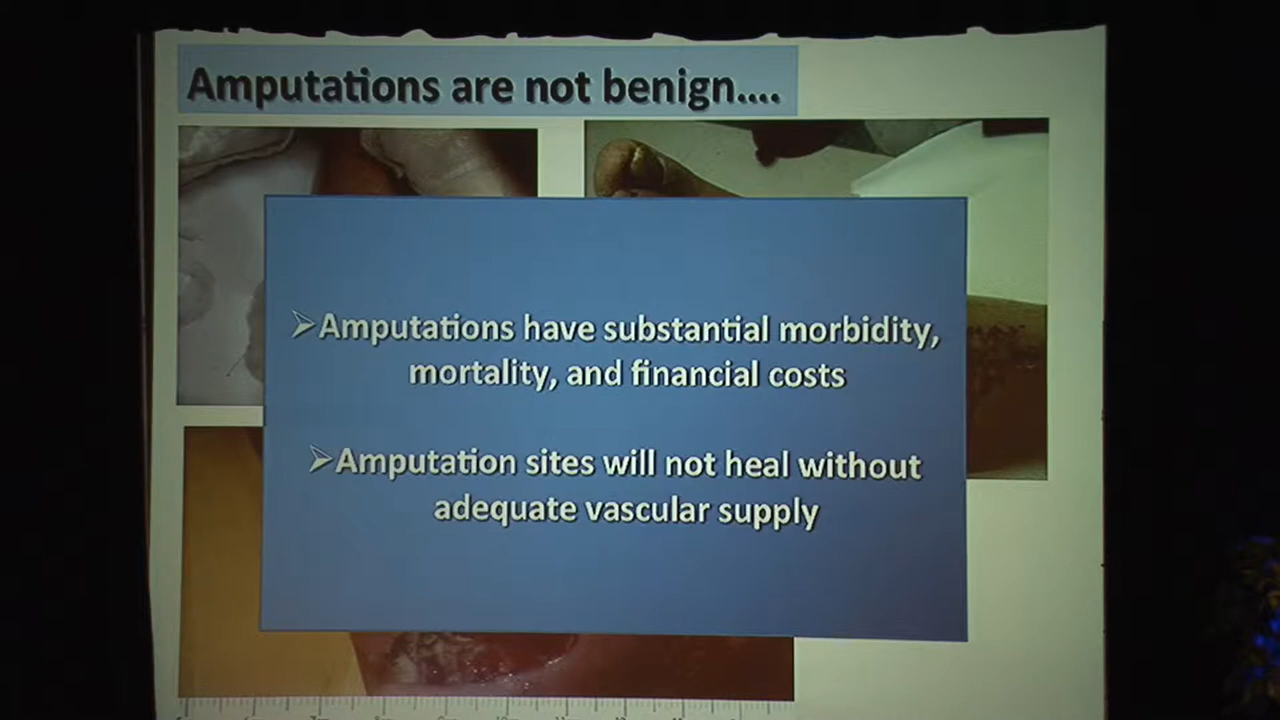 Amputations are not benign....
➢Amputations have substantial morbidity,
mortality, and financial costs
➢Amputation sites will not heal without
adequate vascular supply